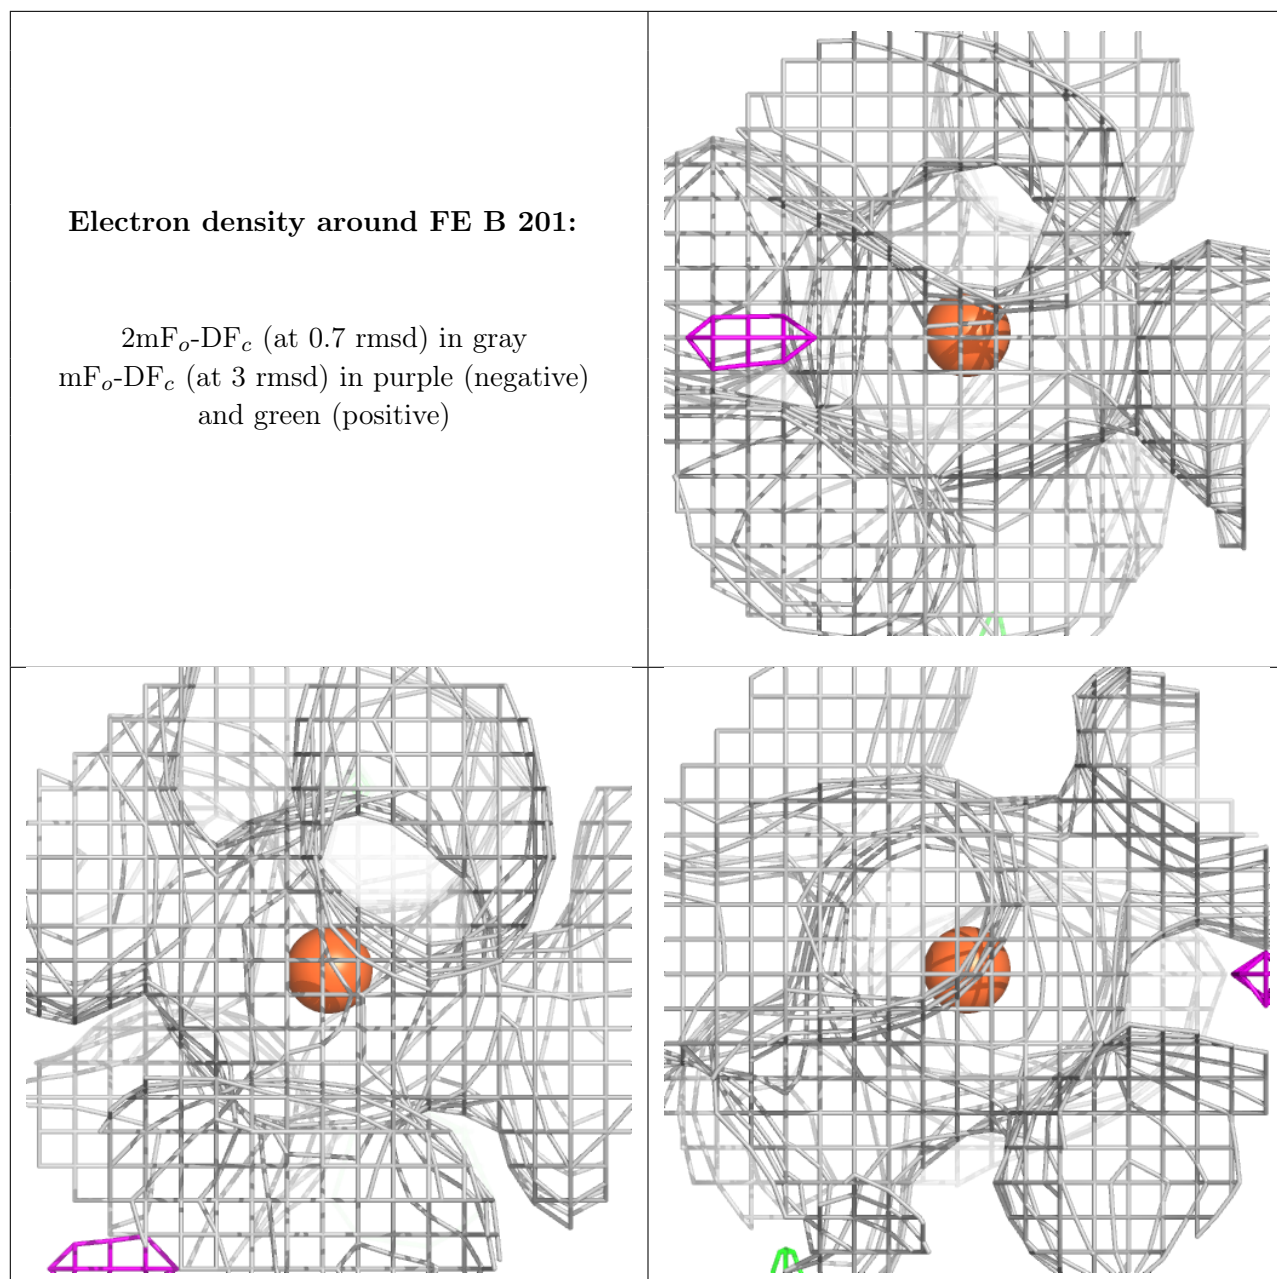 Electron density around FE B 201:
2mFo-DFc (at 0.7 rmsd) in gray
mFo-DFc (at 3 rmsd) in purple (negative)
and green (positive)